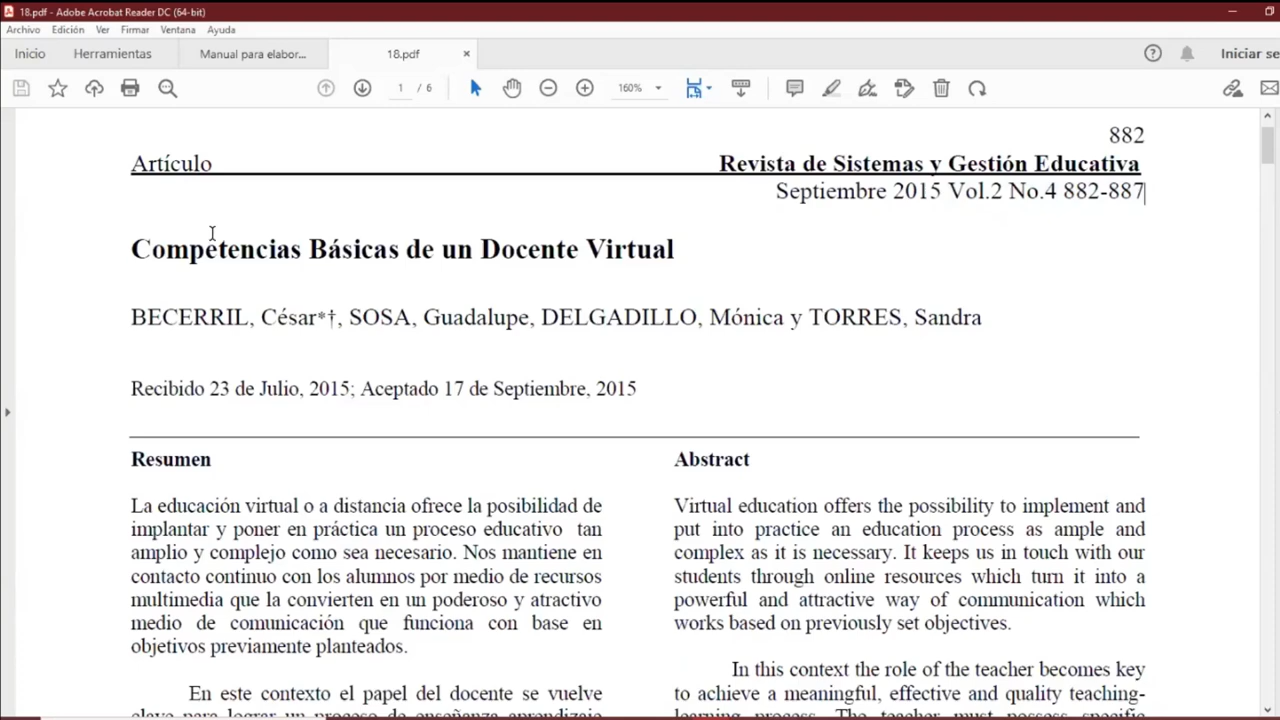 18.pdf - Adobe Acrobat Reader DC (64-bit)
Archivo Edición Ver Firmar Ventana Ayuda
Inicio Herramientas Manual para elabor... 18.pdf × Iniciar se
1 / 6 160%
882
Artículo Revista de Sistemas y Gestión Educativa
Septiembre 2015 Vol.2 No.4 882-887
Competencias Básicas de un Docente Virtual
BECERRIL, César*†, SOSA, Guadalupe, DELGADILLO, Mónica y TORRES, Sandra
Recibido 23 de Julio, 2015; Aceptado 17 de Septiembre, 2015
Resumen
La educación virtual o a distancia ofrece la posibilidad de
implantar y poner en práctica un proceso educativo tan
amplio y complejo como sea necesario. Nos mantiene en
contacto continuo con los alumnos por medio de recursos
multimedia que la convierten en un poderoso y atractivo
medio de comunicación que funciona con base en
objetivos previamente planteados.
En este contexto el papel del docente se vuelve
clave para lograr un proceso de enseñanza aprendizaje
Abstract
Virtual education offers the possibility to implement and
put into practice an education process as ample and
complex as it is necessary. It keeps us in touch with our
students through online resources which turn it into a
powerful and attractive way of communication which
works based on previously set objectives.
In this context the role of the teacher becomes key
to achieve a meaningful, effective and quality teaching-
learning process. The teacher must possess specific